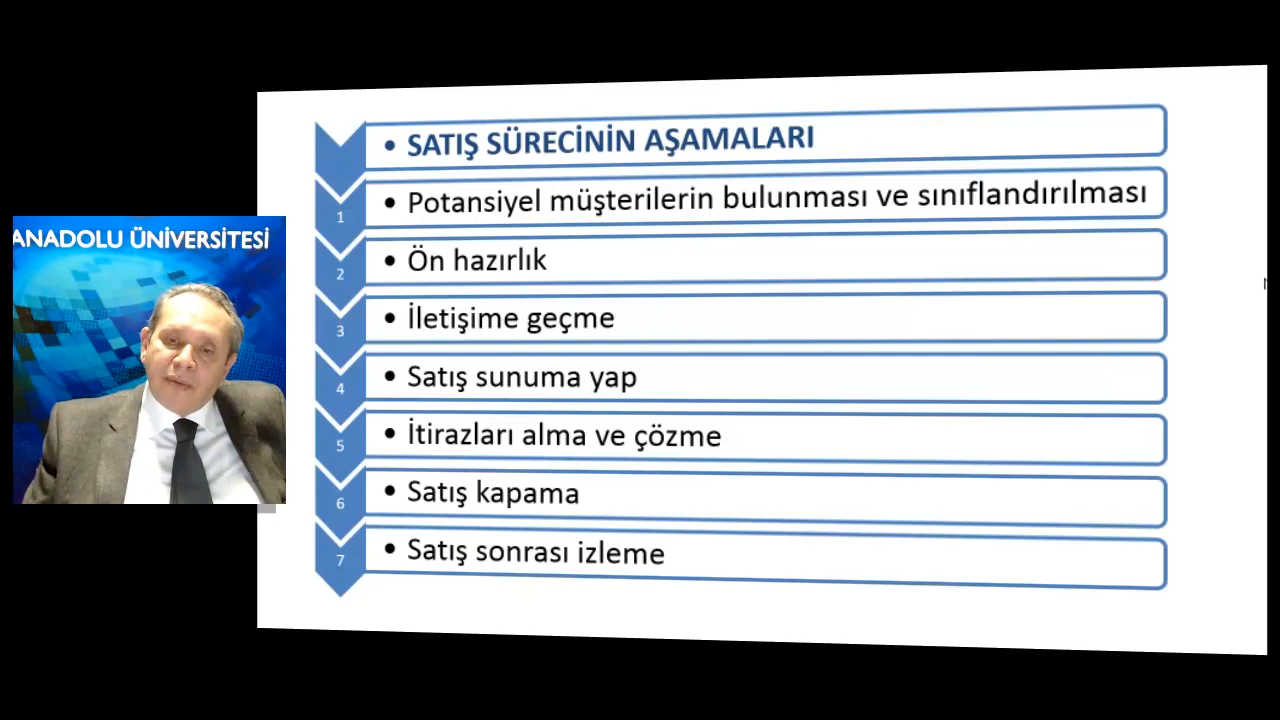 ANADOLU ÜNİVERSİTESİ
• SATIŞ SÜRECİNİN AŞAMALARI
1 • Potansiyel müşterilerin bulunması ve sınıflandırılması
2 • Ön hazırlık
3 • İletişime geçme
4 • Satış sunuma yap
5 • İtirazları alma ve çözme
6 • Satış kapama
7 • Satış sonrası izleme